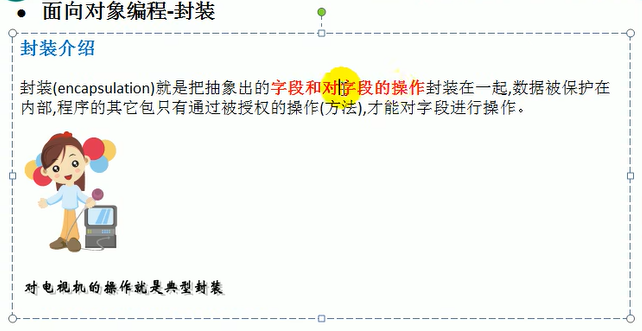 ● 面向对象编程-封装
封装介绍
封装(encapsulation)就是把抽象出的字段和对字段的操作封装在一起,数据被保护在
内部,程序的其它包只有通过被授权的操作(方法),才能对字段进行操作。
对电视机的操作就是典型封装